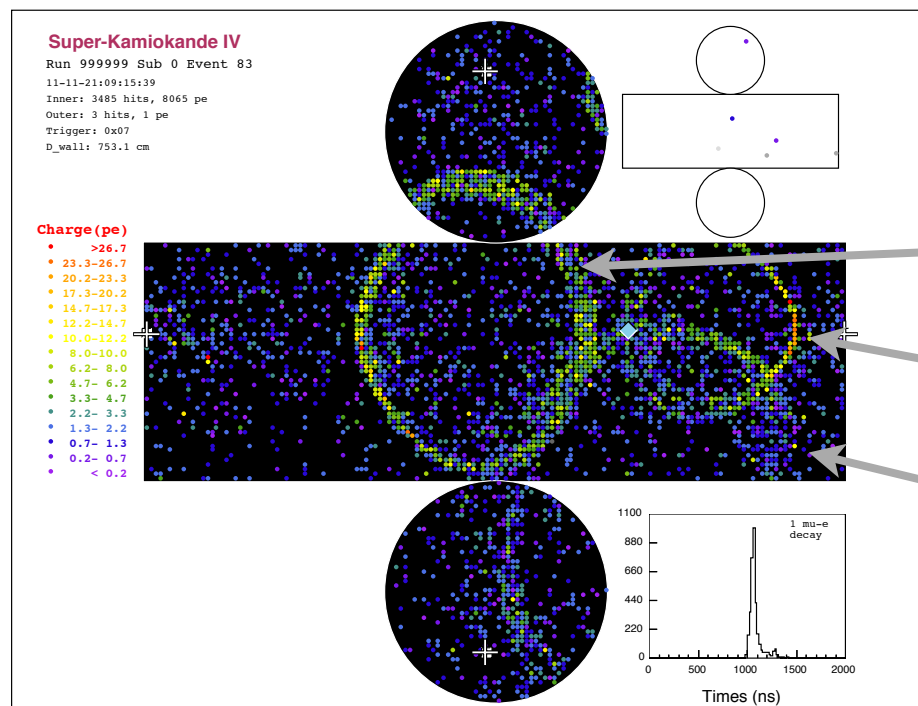 Super-Kamiokande IV
Run 999999 Sub 0 Event 83
11-11-21:09:15:39
Inner: 3485 hits, 8065 pe
Outer: 3 hits, 1 pe
Trigger: 0x07
D_wall: 753.1 cm
Charge(pe)
>26.7
23.3-26.7
20.2-23.3
17.3-20.2
14.7-17.3
12.2-14.7
10.0-12.2
8.0-10.0
6.2- 8.0
4.7- 6.2
3.3- 4.7
2.2- 3.3
1.3- 2.2
0.7- 1.3
0.2- 0.7
< 0.2
1 mu-e
decay
1100
880
660
440
220
0
0 500 1000 1500 2000
Times (ns)